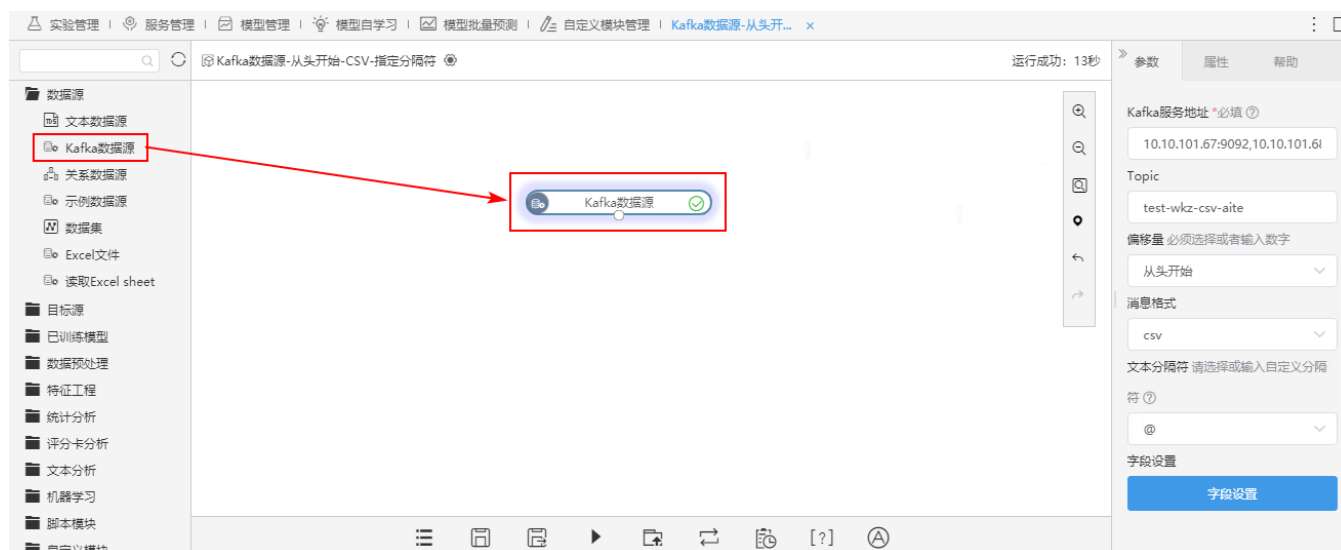 实验管理 服务管理 模型管理 模型自学习 模型批量预测 自定义模块管理 Kafka数据源-从头开... ×
Kafka数据源-从头开始-CSV-指定分隔符
运行成功: 13秒
数据源
文本数据源
Kafka数据源
关系数据源
示例数据源
数据集
Excel文件
读取Excel sheet
目标源
已训练模型
数据预处理
特征工程
统计分析
评分卡分析
文本分析
机器学习
脚本模块
自定义模块
Kafka数据源
参数 属性 帮助
Kafka服务地址 *必填
10.10.101.67:9092,10.10.101.68
Topic
test-wkz-csv-aite
偏移量 必须选择或者输入数字
从头开始
消息格式
csv
文本分隔符 请选择或输入自定义分隔
符
@
字段设置
字段设置
[?]